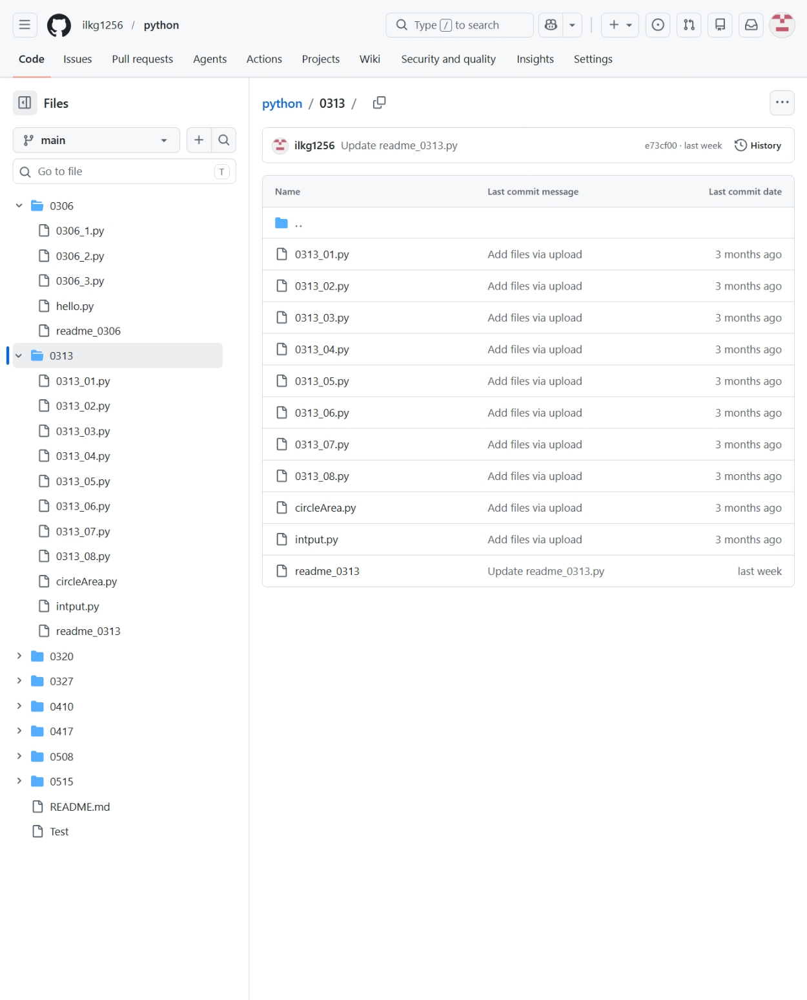 ilkg1256 / python
Type / to search
Code Issues Pull requests Agents Actions Projects Wiki Security and quality Insights Settings
Files
main
Go to file T
0306
0306_1.py
0306_2.py
0306_3.py
hello.py
readme_0306
0313
0313_01.py
0313_02.py
0313_03.py
0313_04.py
0313_05.py
0313_06.py
0313_07.py
0313_08.py
circleArea.py
intput.py
readme_0313
0320
0327
0410
0417
0508
0515
README.md
Test
python / 0313 /
ilkg1256 Update readme_0313.py e73cf00 · last week History
Name Last commit message Last commit date
..
0313_01.py Add files via upload 3 months ago
0313_02.py Add files via upload 3 months ago
0313_03.py Add files via upload 3 months ago
0313_04.py Add files via upload 3 months ago
0313_05.py Add files via upload 3 months ago
0313_06.py Add files via upload 3 months ago
0313_07.py Add files via upload 3 months ago
0313_08.py Add files via upload 3 months ago
circleArea.py Add files via upload 3 months ago
intput.py Add files via upload 3 months ago
readme_0313 Update readme_0313.py last week